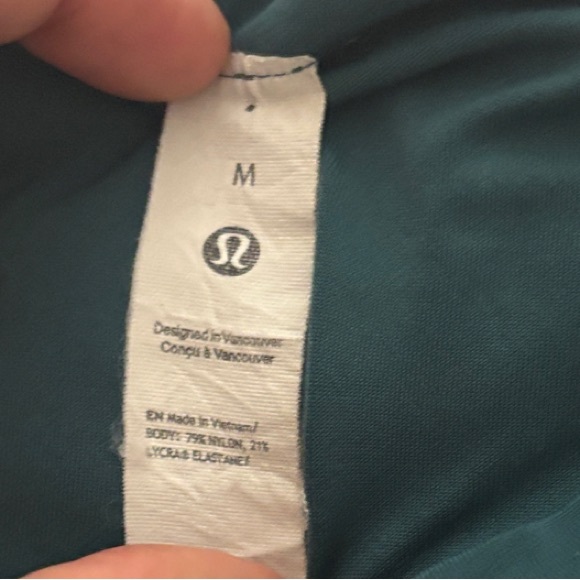 M
Designed in Vancouver
Conçu à Vancouver
EN Made in Vietnam/
BODY: 79% NYLON, 21%
LYCRA® ELASTANE/